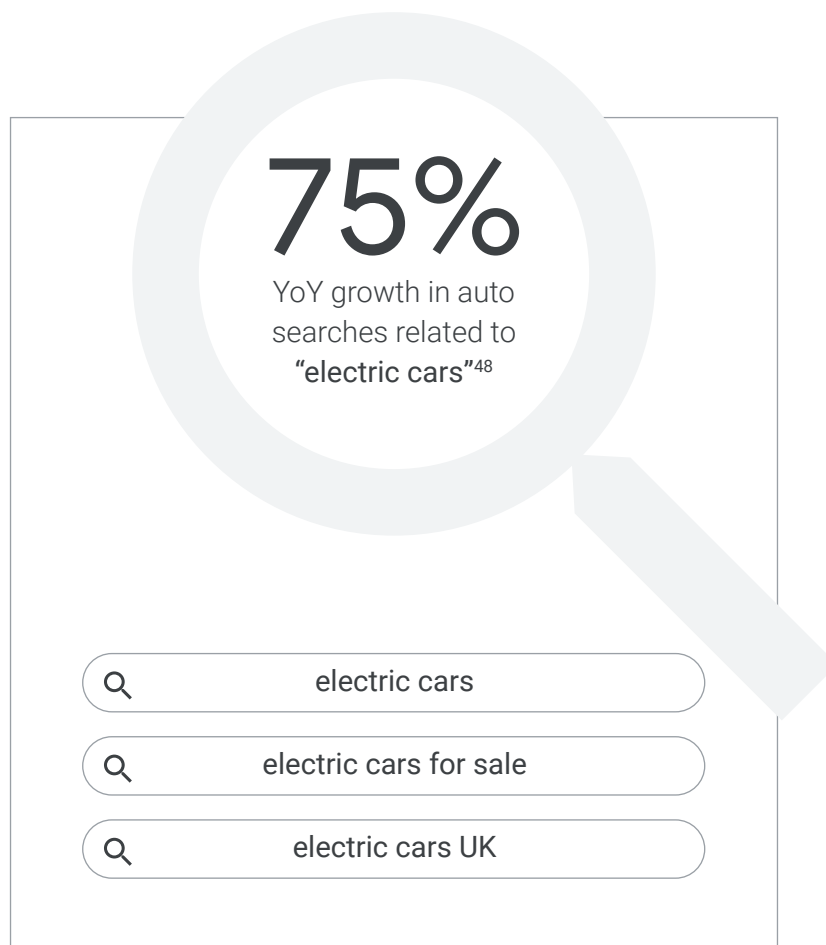 75%
YoY growth in auto
searches related to
“electric cars”48
electric cars
electric cars for sale
electric cars UK